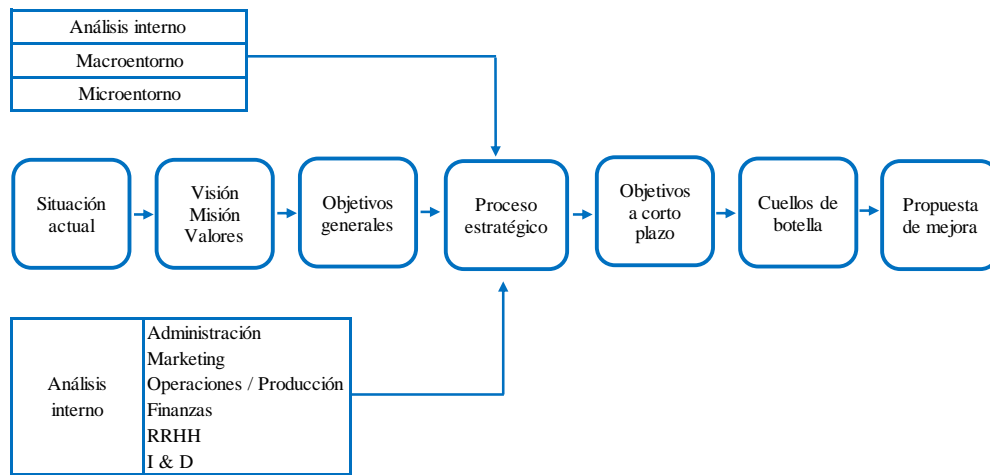 Análisis interno
Macroentorno
Microentorno
Situación
actual
Visión
Misión
Valores
Objetivos
generales
Proceso
estratégico
Objetivos
a corto
plazo
Cuellos de
botella
Propuesta
de mejora
Análisis
interno
Administración
Marketing
Operaciones / Producción
Finanzas
RRHH
I & D